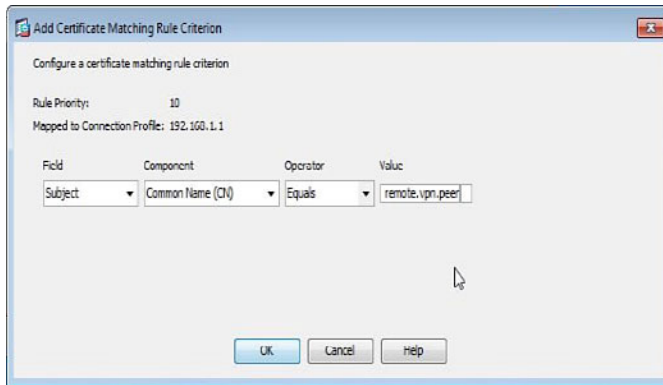 Add Certificate Matching Rule Criterion
Configure a certificate matching rule criterion
Rule Priority: 10
Mapped to Connection Profile: 192.168.1.1
Field Component Operator Value
Subject Common Name (CN) Equals remote.vpn.peer
OK Cancel Help